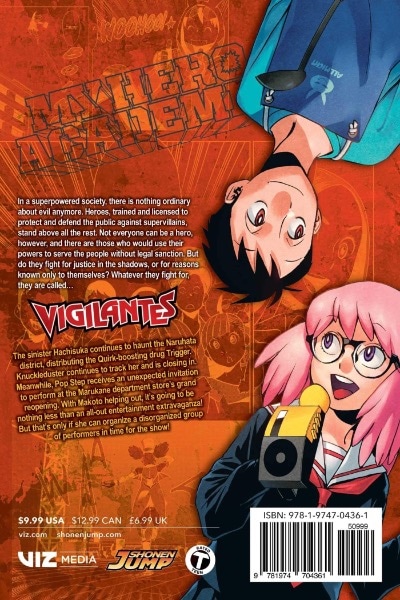 WOOHOO!
MY HERO
ACADEMIA
ALL MIGHT
In a superpowered society, there is nothing ordinary
about evil anymore. Heroes, trained and licensed to
protect and defend the public against supervillains,
stand above all the rest. Not everyone can be a hero,
however, and there are those who would use their
powers to serve the people without legal sanction. But
do they fight for justice in the shadows, or for reasons
known only to themselves? Whatever they fight for,
they are called…
VIGILANTES
The sinister Hachisuka continues to haunt the Naruhata
district, distributing the Quirk-boosting drug Trigger.
Knuckleduster continues to track her and is closing in.
Meanwhile, Pop Step receives an unexpected invitation
to perform at the Marukane department store's grand
reopening. With Makoto helping out, it's going to be
nothing less than an all-out entertainment extravaganza!
But that's only if she can organize a disorganized group
of performers in time for the show!
$9.99 USA $12.99 CAN £6.99 UK
viz.com shonenjump.com
VIZ MEDIA
SHONEN
JUMP
RATED
T
TEEN
ISBN: 978-1-9747-0436-1
50999
9 781974 704361